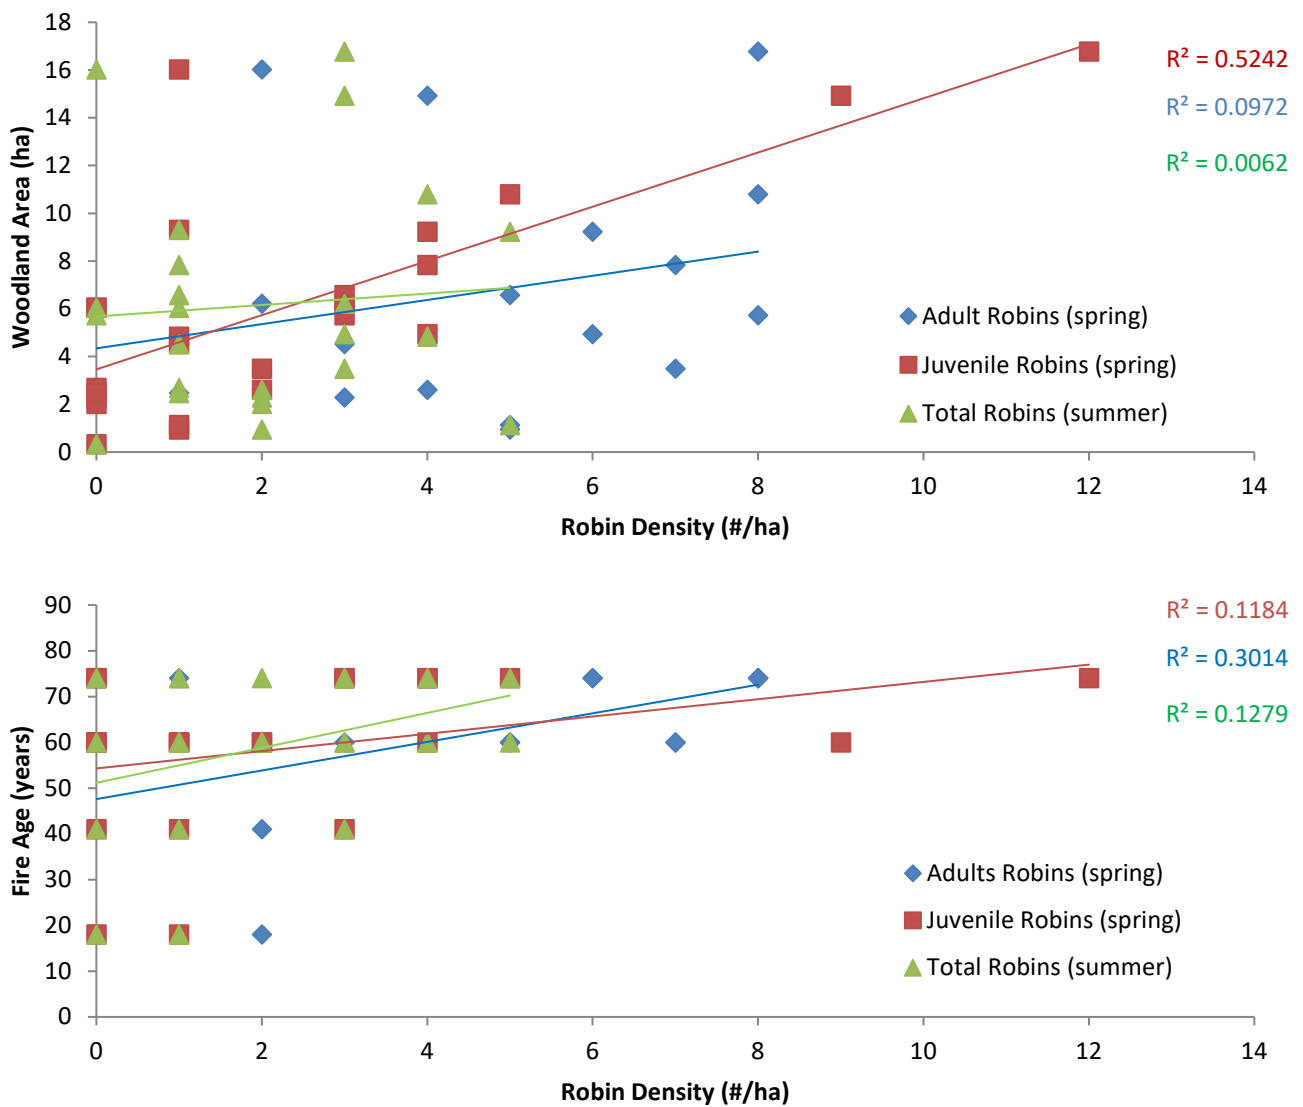 18
16
14
12
10
8
6
4
2
0
Woodland Area (ha)
R² = 0.5242
R² = 0.0972
R² = 0.0062
Adult Robins (spring)
Juvenile Robins (spring)
Total Robins (summer)
0 2 4 6 8 10 12 14
Robin Density (#/ha)
90
80
70
60
50
40
30
20
10
0
Fire Age (years)
R² = 0.1184
R² = 0.3014
R² = 0.1279
Adults Robins (spring)
Juvenile Robins (spring)
Total Robins (summer)
0 2 4 6 8 10 12 14
Robin Density (#/ha)